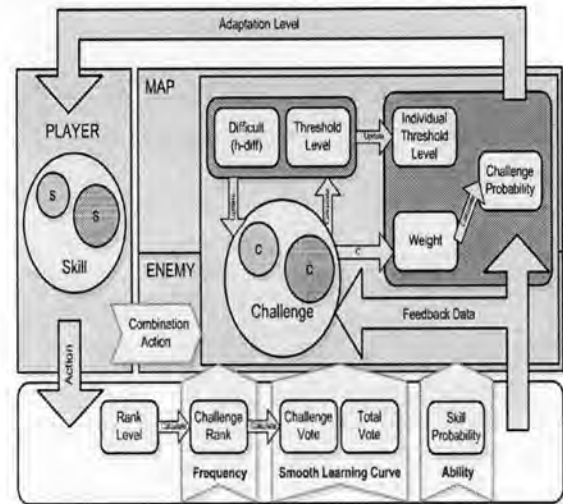 Adaptation Level
MAP
PLAYER
Difficult
(h-diff)
Threshold
Level
Update
Individual
Threshold
Level
Challenge
Probability
S
S
Skill
C
C
Challenge
C
Weight
ENEMY
Combination
Action
Feedback Data
Action
Rank
Level
Calculate
Challenge
Rank
Calculate
Challenge
Vote
Total
Vote
Skill
Probability
Frequency
Smooth Learning Curve
Ability